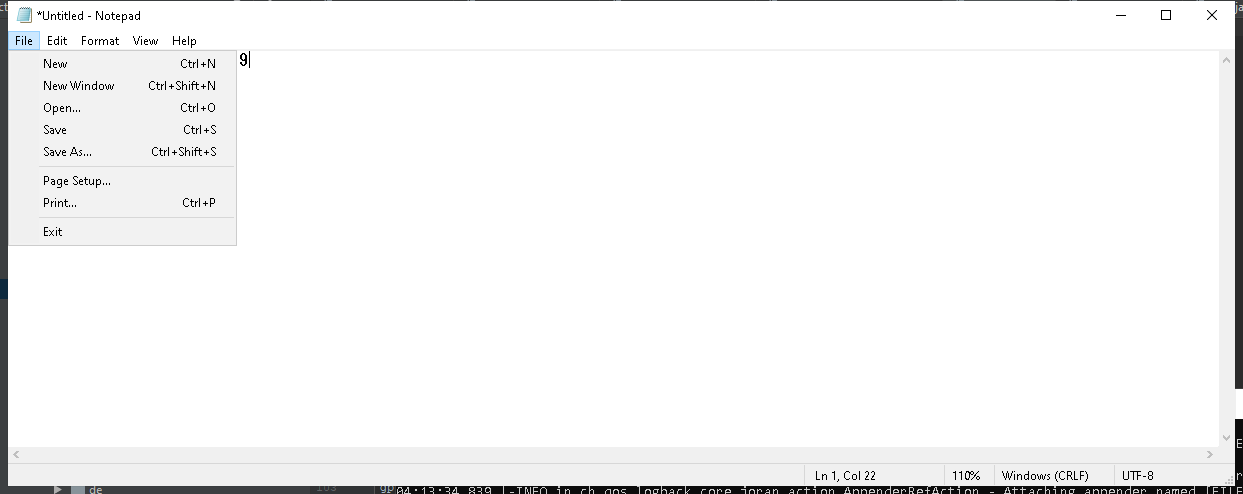 *Untitled - Notepad
File Edit Format View Help
9
New Ctrl+N
New Window Ctrl+Shift+N
Open... Ctrl+O
Save Ctrl+S
Save As... Ctrl+Shift+S
Page Setup... 
Print... Ctrl+P
Exit
Ln 1, Col 22 110% Windows (CRLF) UTF-8
de 103 04:13:34,839 |-INFO in ch.qos.logback.core.joran.action.AppenderRefAction - Attaching appender named [FILE